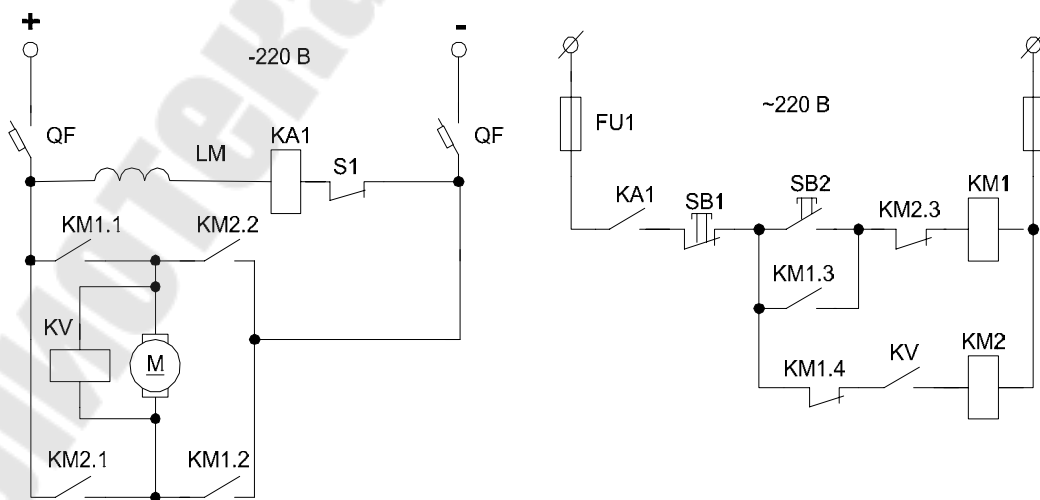 +
-
-220 В
QF
LM
KA1
S1
QF
KM1.1
KM2.2
KV
M
KM2.1
KM1.2
FU1
~220 В
KA1
SB1
SB2
KM2.3
KM1
KM1.3
KM1.4
KV
KM2